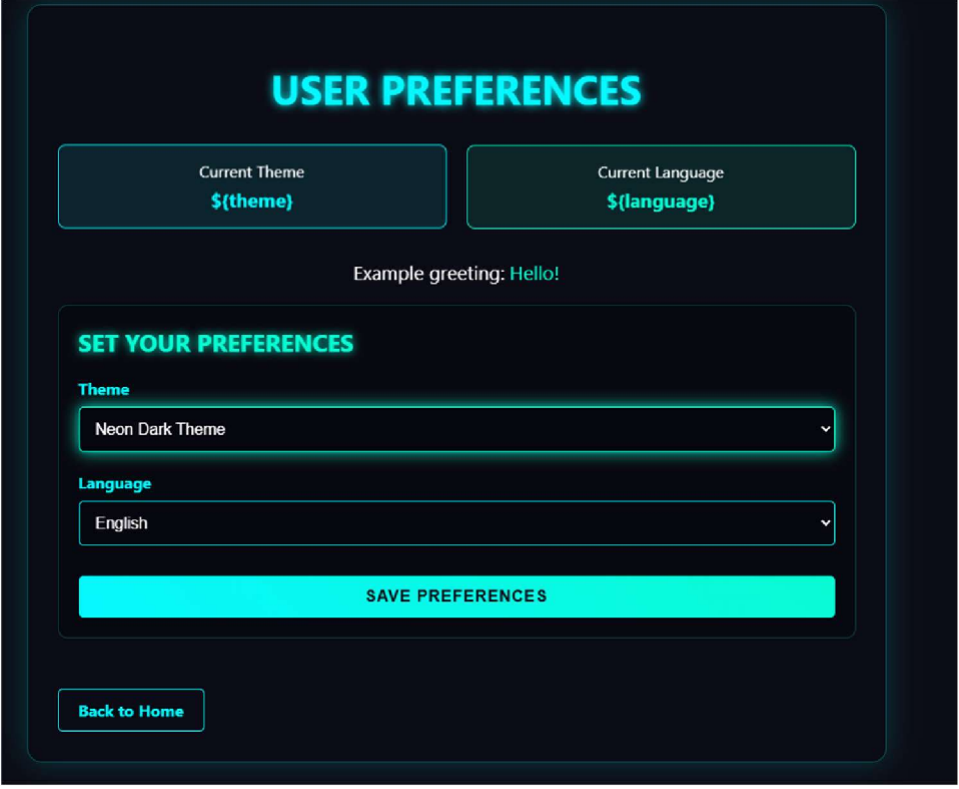 USER PREFERENCES
Current Theme
${theme}
Current Language
${language}
Example greeting: Hello!
SET YOUR PREFERENCES
Theme
Neon Dark Theme
Language
English
SAVE PREFERENCES
Back to Home